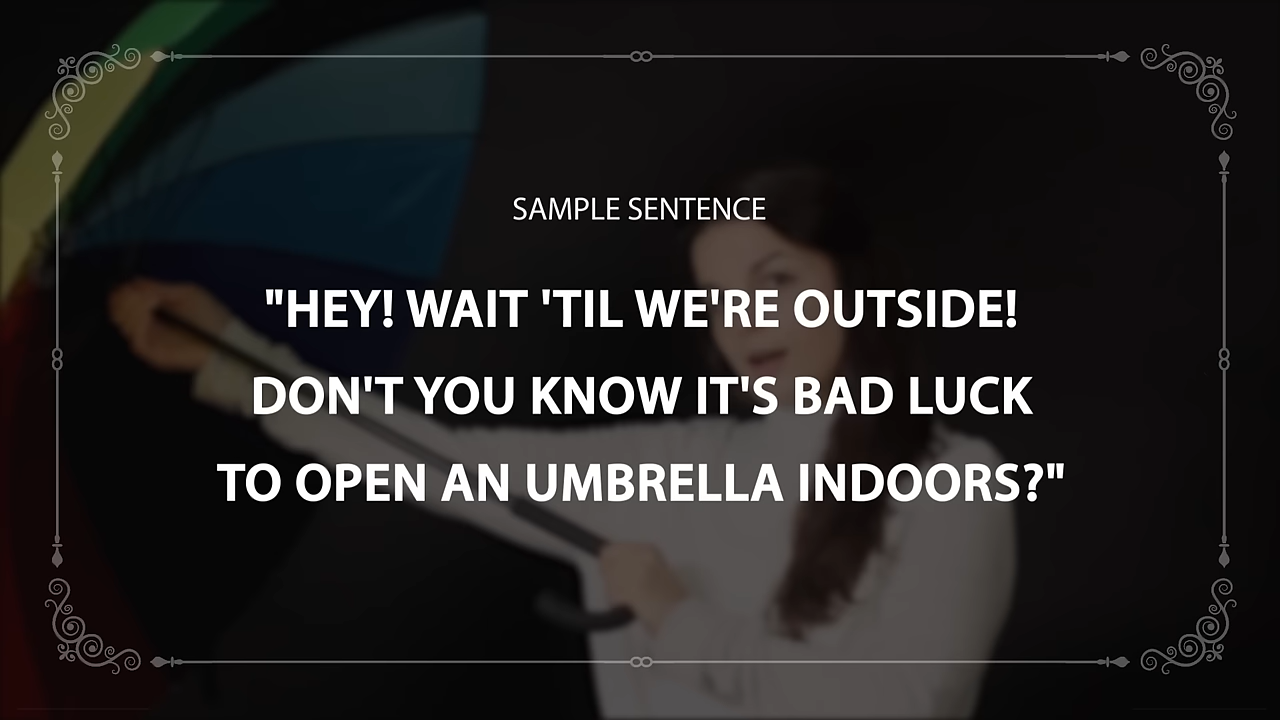 SAMPLE SENTENCE
"HEY! WAIT 'TIL WE'RE OUTSIDE!
DON'T YOU KNOW IT'S BAD LUCK
TO OPEN AN UMBRELLA INDOORS?"